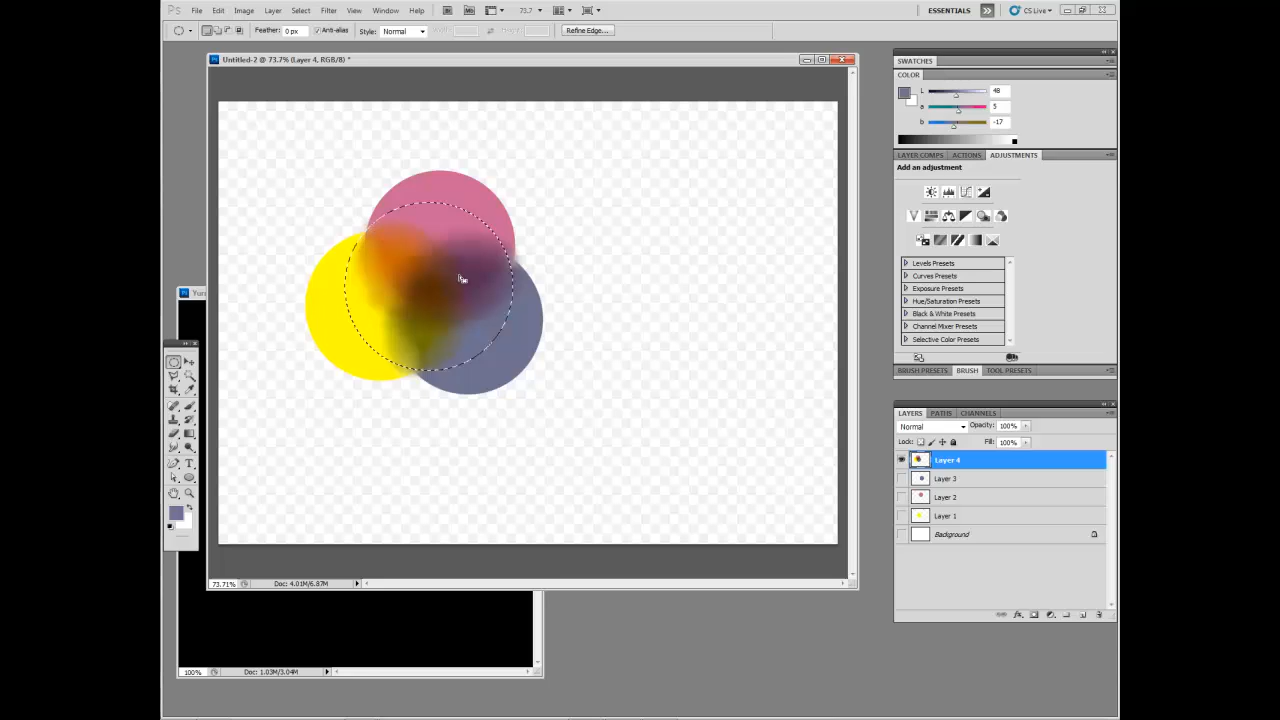 Ps File Edit Image Layer Select Filter View Window Help 73.7 ESSENTIALS CS Live
Feather: 0 px Anti-alias Style: Normal Width: Height: Refine Edge...
Untitled-2 @ 73.7% (Layer 4, RGB/8) *
SWATCHES
COLOR
L 48
a 5
b -17
LAYER COMPS ACTIONS ADJUSTMENTS
Add an adjustment
Levels Presets
Curves Presets
Exposure Presets
Hue/Saturation Presets
Black & White Presets
Channel Mixer Presets
Selective Color Presets
BRUSH PRESETS BRUSH TOOL PRESETS
LAYERS PATHS CHANNELS
Normal Opacity: 100%
Lock: Fill: 100%
Layer 4
Layer 3
Layer 2
Layer 1
Background
73.71% Doc: 4.01M/6.87M
100% Doc: 1.03M/3.04M